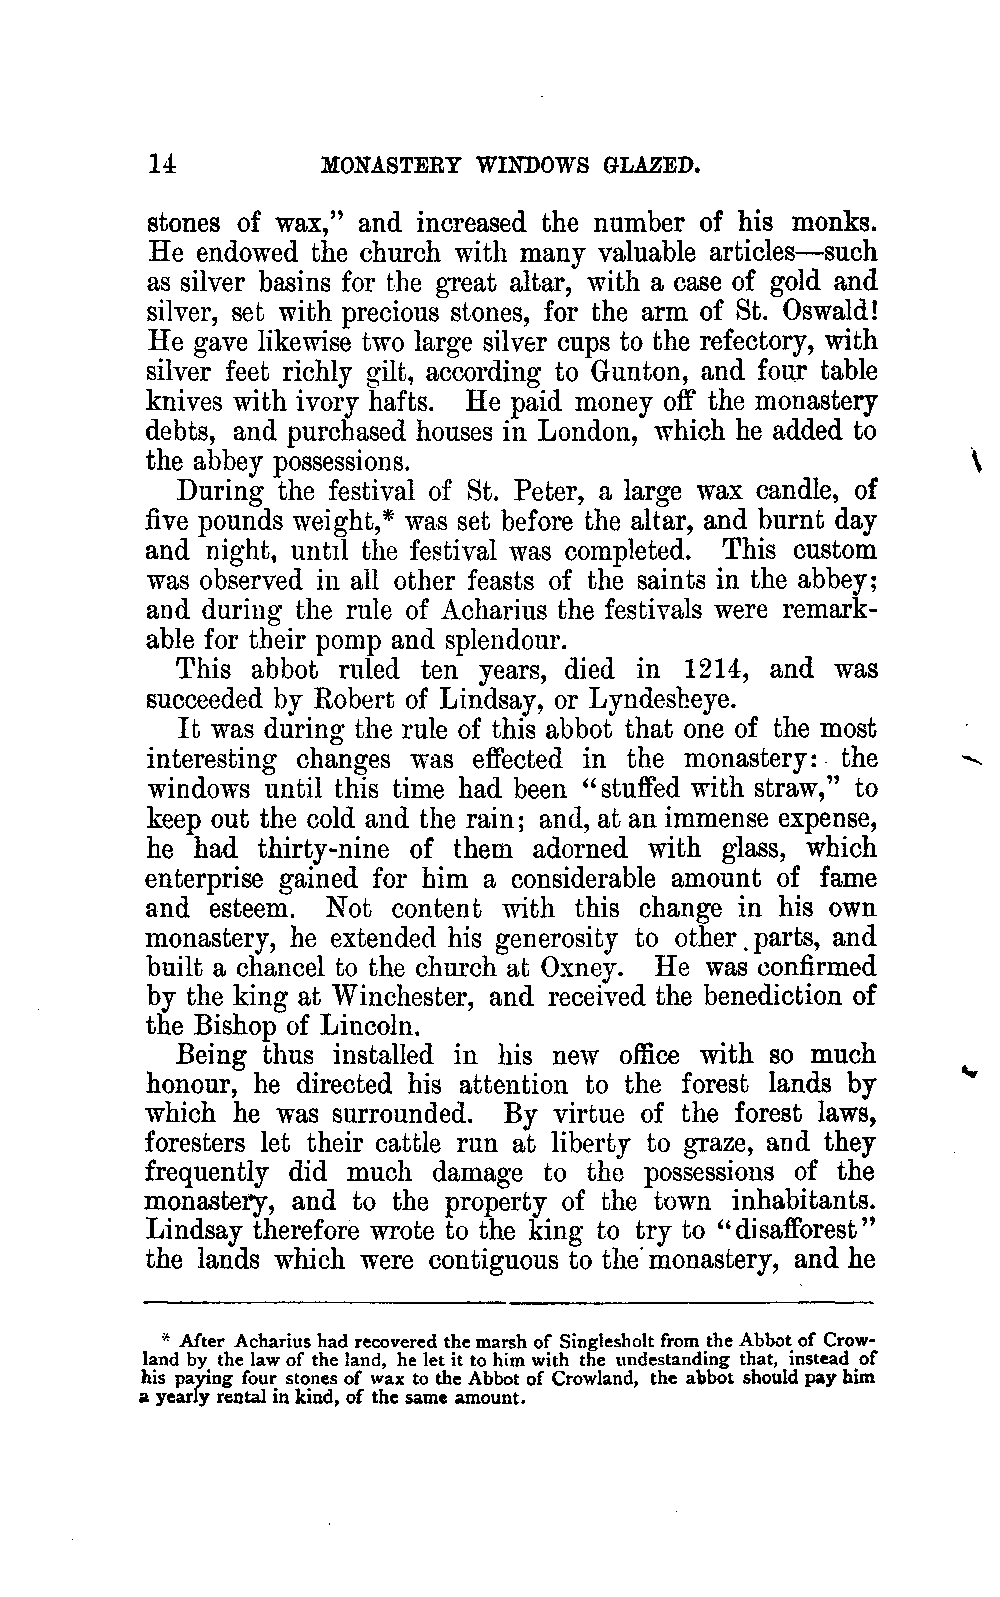 14 MONASTERY WINDOWS GLAZED.
stones of wax,” and increased the number of his monks.
He endowed the church with many valuable articles—such
as silver basins for the great altar, with a case of gold and
silver, set with precious stones, for the arm of St. Oswald!
He gave likewise two large silver cups to the refectory, with
silver feet richly gilt, according to Gunton, and four table
knives with ivory hafts. He paid money off the monastery
debts, and purchased houses in London, which he added to
the abbey possessions.
During the festival of St. Peter, a large wax candle, of
five pounds weight,* was set before the altar, and burnt day
and night, until the festival was completed. This custom
was observed in all other feasts of the saints in the abbey;
and during the rule of Acharius the festivals were remark-
able for their pomp and splendour.
This abbot ruled ten years, died in 1214, and was
succeeded by Robert of Lindsay, or Lyndesheye.
It was during the rule of this abbot that one of the most
interesting changes was effected in the monastery: the
windows until this time had been “stuffed with straw,” to
keep out the cold and the rain; and, at an immense expense,
he had thirty-nine of them adorned with glass, which
enterprise gained for him a considerable amount of fame
and esteem. Not content with this change in his own
monastery, he extended his generosity to other parts, and
built a chancel to the church at Oxney. He was confirmed
by the king at Winchester, and received the benediction of
the Bishop of Lincoln.
Being thus installed in his new office with so much
honour, he directed his attention to the forest lands by
which he was surrounded. By virtue of the forest laws,
foresters let their cattle run at liberty to graze, and they
frequently did much damage to the possessions of the
monastery, and to the property of the town inhabitants.
Lindsay therefore wrote to the king to try to “disafforest”
the lands which were contiguous to the monastery, and he
* After Acharius had recovered the marsh of Singlesholt from the Abbot of Crow-
land by the law of the land, he let it to him with the undestanding that, instead of
his paying four stones of wax to the Abbot of Crowland, the abbot should pay him
a yearly rental in kind, of the same amount.